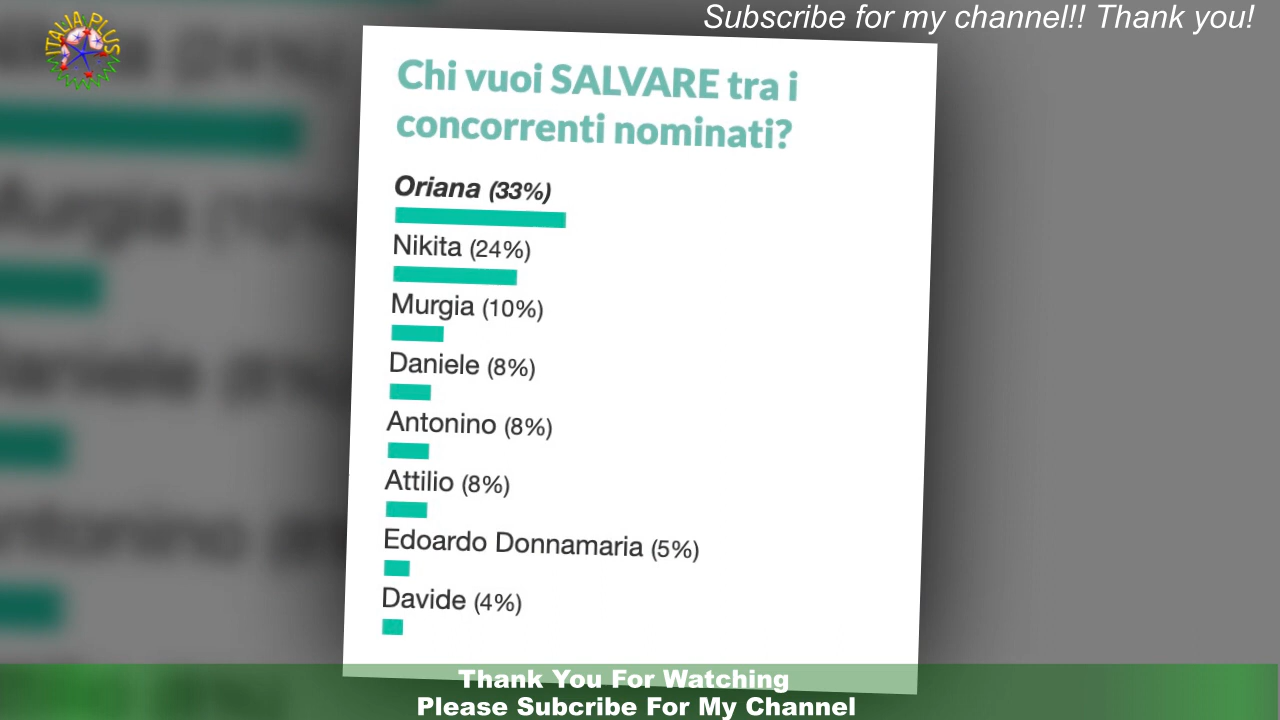 Subscribe for my channel!! Thank you!
ITALIA PLUS
Chi vuoi SALVARE tra i
concorrenti nominati?
Oriana (33%)
Nikita (24%)
Murgia (10%)
Daniele (8%)
Antonino (8%)
Attilio (8%)
Edoardo Donnamaria (5%)
Davide (4%)
Thank You For Watching
Please Subcribe For My Channel